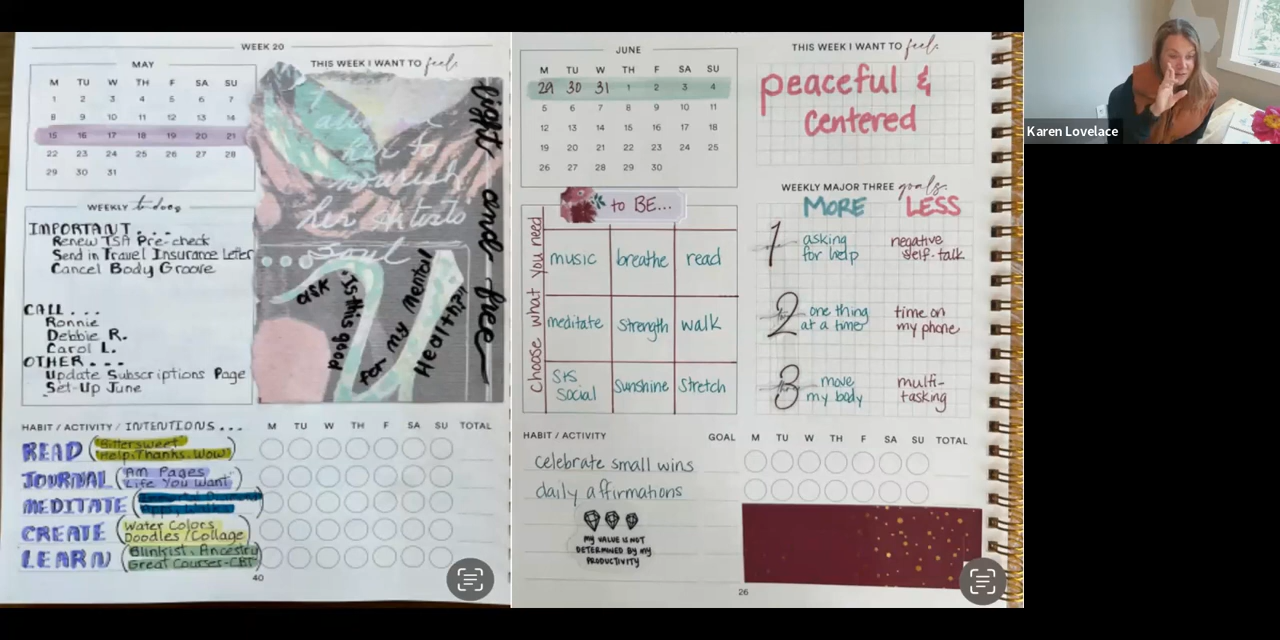 WEEK 20
MAY
M TU W TH F SA SU
1 2 3 4 5 6 7
8 9 10 11 12 13 14
15 16 17 18 19 20 21
22 23 24 25 26 27 28
29 30 31
WEEKLY to dos
IMPORTANT...
Renew TSA Pre-check
Send in Travel Insurance Letter
Cancel Body Groove
CALL...
Ronnie
Debbie R.
Carol L.
OTHER...
Update Subscriptions Page
Set-Up June
THIS WEEK I WANT TO feel:
her to
nourish
her Artists
Soul
light and free
ask
is this good
for my Mental
Health
HABIT / ACTIVITY / INTENTIONS...
M TU W TH F SA SU TOTAL
READ (Bittersweet
Help. Thanks. Wow)
JOURNAL (Am Pages
Life You Want)
MEDITATE
CREATE (Water Colors
Doodles/Collage)
LEARN (Blinkist, Ancestry
Great Courses-CBT)
40
JUNE
M TU W TH F SA SU
29 30 31 1 2 3 4
5 6 7 8 9 10 11
12 13 14 15 16 17 18
19 20 21 22 23 24 25
26 27 28 29 30
THIS WEEK I WANT TO feel:
peaceful &
Centered
to BE...
Choose what you need
music breathe read
meditate Strength walk
SIS Social Sunshine Stretch
WEEKLY MAJOR THREE goals:
MORE LESS
1 asking for help negative self-talk
2 one thing at a time time on my phone
3 move my body multi-tasking
HABIT / ACTIVITY GOAL M TU W TH F SA SU TOTAL
celebrate small wins
daily affirmations
MY VALUE IS NOT
DETERMINED BY MY
PRODUCTIVITY
26
Karen Lovelace